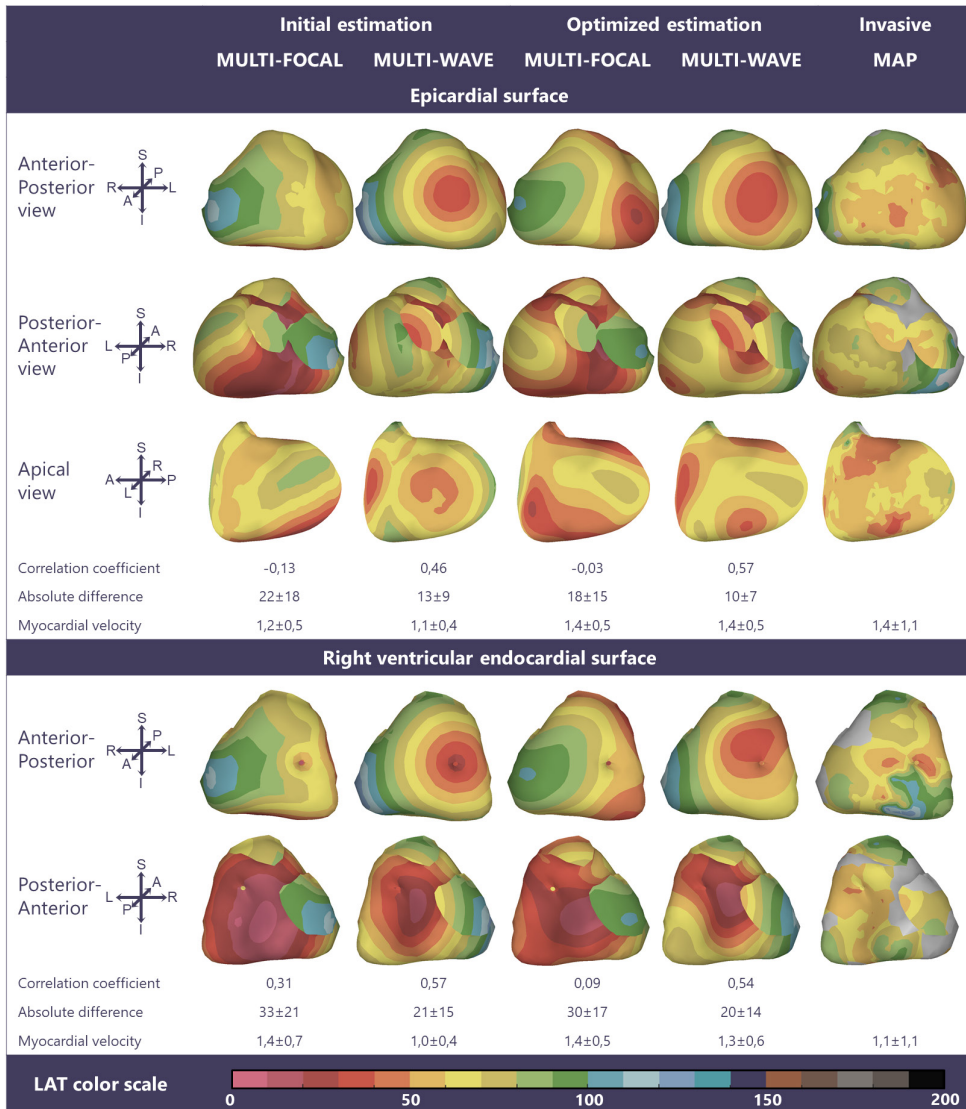 Initial estimation Optimized estimation Invasive
MULTI-FOCAL MULTI-WAVE MULTI-FOCAL MULTI-WAVE MAP
Epicardial surface
Anterior-
Posterior
view
S
P
R L
A
I
Posterior-
Anterior
view
S
A
L R
P
I
Apical
view
S
R
A P
L
I
Correlation coefficient -0,13 0,46 -0,03 0,57
Absolute difference 22±18 13±9 18±15 10±7
Myocardial velocity 1,2±0,5 1,1±0,4 1,4±0,5 1,4±0,5 1,4±1,1
Right ventricular endocardial surface
Anterior-
Posterior
S
P
R L
A
I
Posterior-
Anterior
S
A
L R
P
I
Correlation coefficient 0,31 0,57 0,09 0,54
Absolute difference 33±21 21±15 30±17 20±14
Myocardial velocity 1,4±0,7 1,0±0,4 1,4±0,5 1,3±0,6 1,1±1,1
LAT color scale
0 50 100 150 200